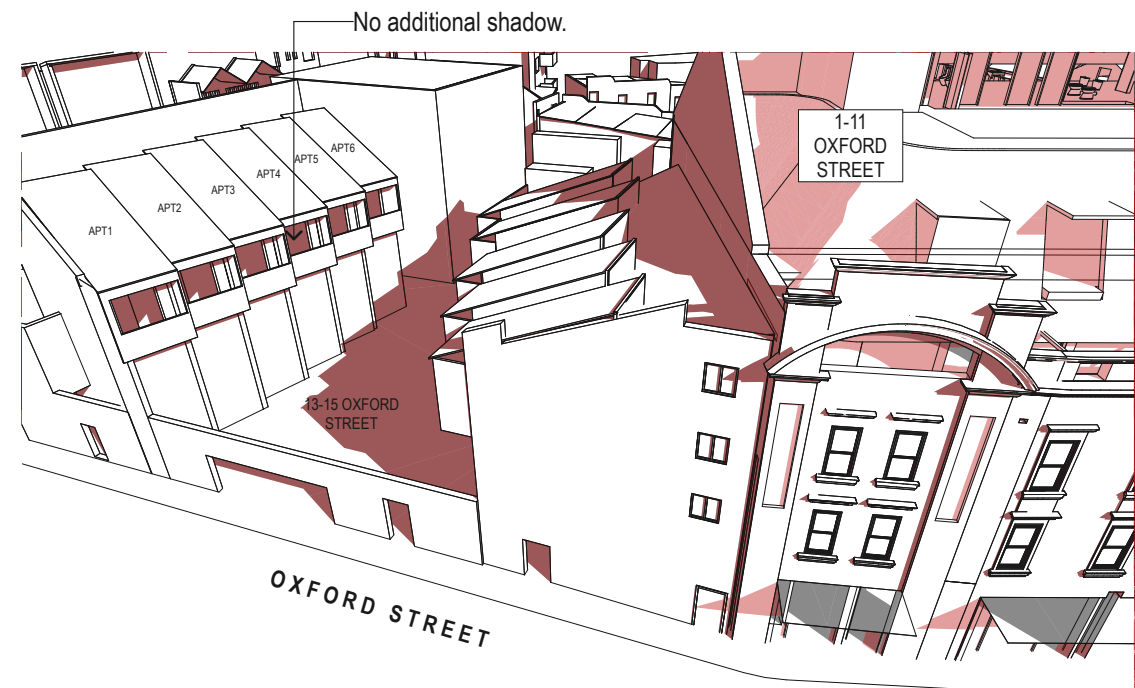 No additional shadow.
1-11
OXFORD
STREET
APT6
APT5
APT4
APT3
APT2
APT1
13-15 OXFORD
STREET
OXFORD STREET